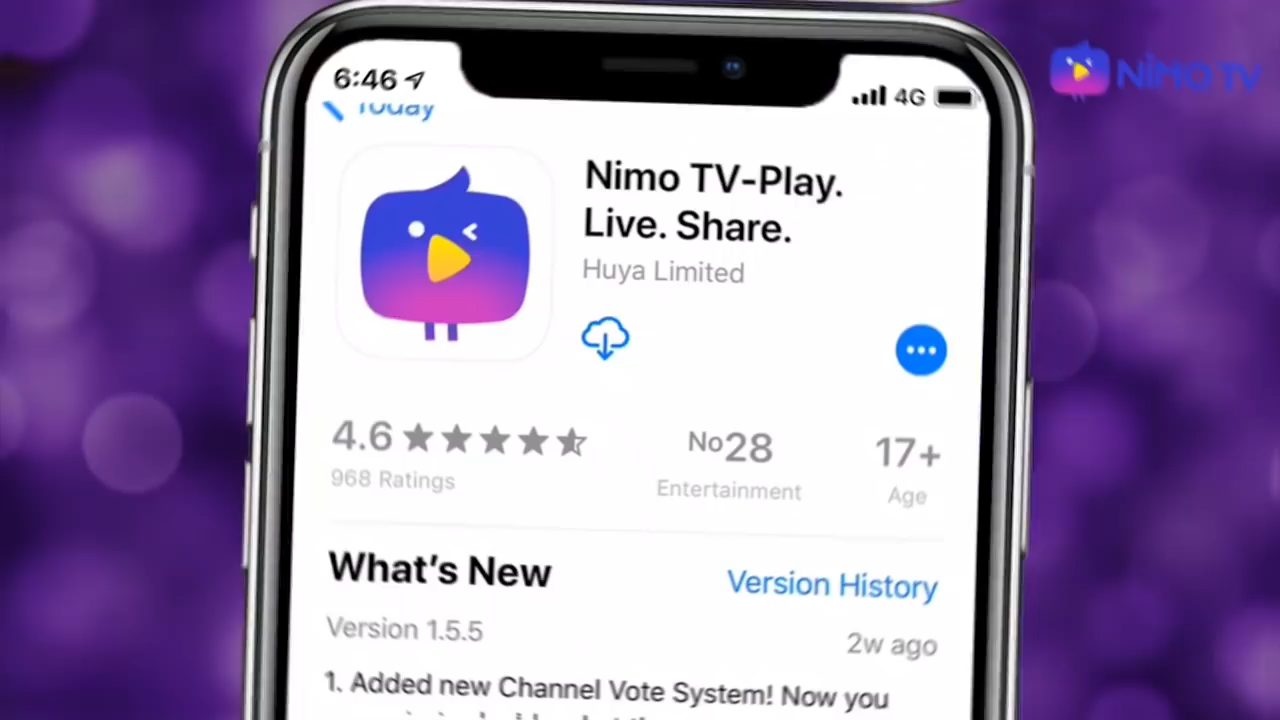 6:46
4G
NiMO TV
Today
Nimo TV-Play.
Live. Share.
Huya Limited
4.6
No28
17+
968 Ratings
Entertainment
Age
What's New
Version History
Version 1.5.5
2w ago
1. Added new Channel Vote System! Now you